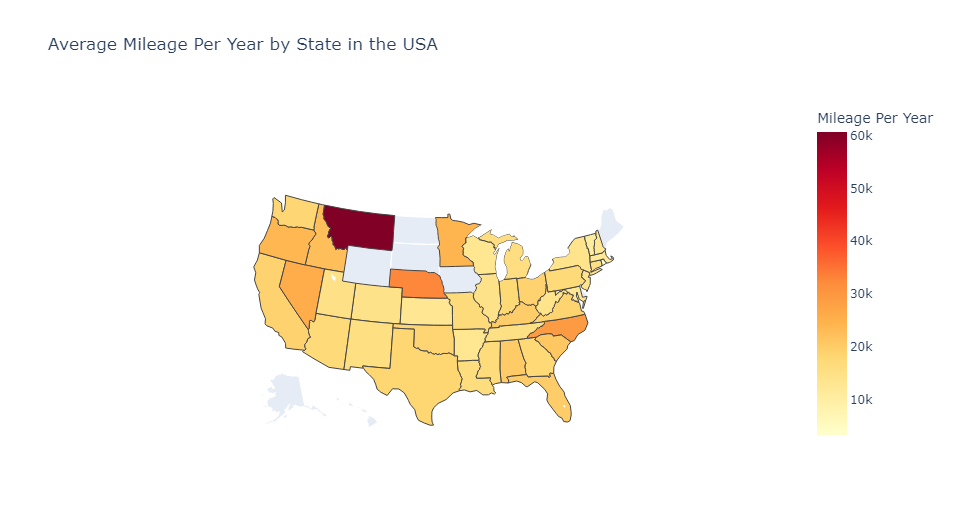 Average Mileage Per Year by State in the USA
Mileage Per Year
60k
50k
40k
30k
20k
10k